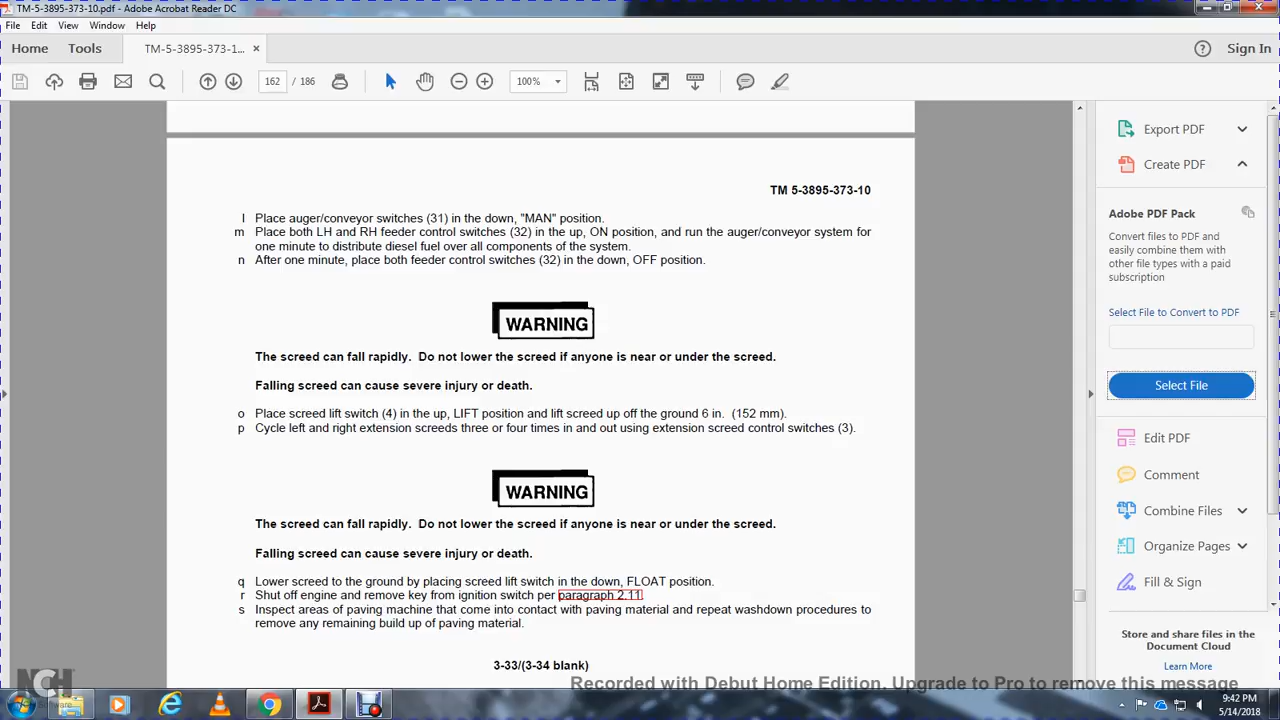 TM-5-3895-373-10.pdf - Adobe Acrobat Reader DC
File Edit View Window Help
Home Tools TM-5-3895-373-1... × Sign In
162 / 186 100%
TM 5-3895-373-10
l Place auger/conveyor switches (31) in the down, "MAN" position.
m Place both LH and RH feeder control switches (32) in the up, ON position, and run the auger/conveyor system for
one minute to distribute diesel fuel over all components of the system.
n After one minute, place both feeder control switches (32) in the down, OFF position.
WARNING
The screed can fall rapidly. Do not lower the screed if anyone is near or under the screed.
Falling screed can cause severe injury or death.
o Place screed lift switch (4) in the up, LIFT position and lift screed up off the ground 6 in. (152 mm).
p Cycle left and right extension screeds three or four times in and out using extension screed control switches (3).
WARNING
The screed can fall rapidly. Do not lower the screed if anyone is near or under the screed.
Falling screed can cause severe injury or death.
q Lower screed to the ground by placing screed lift switch in the down, FLOAT position.
r Shut off engine and remove key from ignition switch per paragraph 2.11.
s Inspect areas of paving machine that come into contact with paving material and repeat washdown procedures to
remove any remaining build up of paving material.
3-33/(3-34 blank)
Export PDF
Create PDF
Adobe PDF Pack
Convert files to PDF and
easily combine them with
other file types with a paid
subscription
Select File to Convert to PDF
Select File
Edit PDF
Comment
Combine Files
Organize Pages
Fill & Sign
Store and share files in the
Document Cloud
Learn More
NCH
Recorded with Debut Home Edition. Upgrade to Pro to remove this message
9:42 PM
5/14/2018